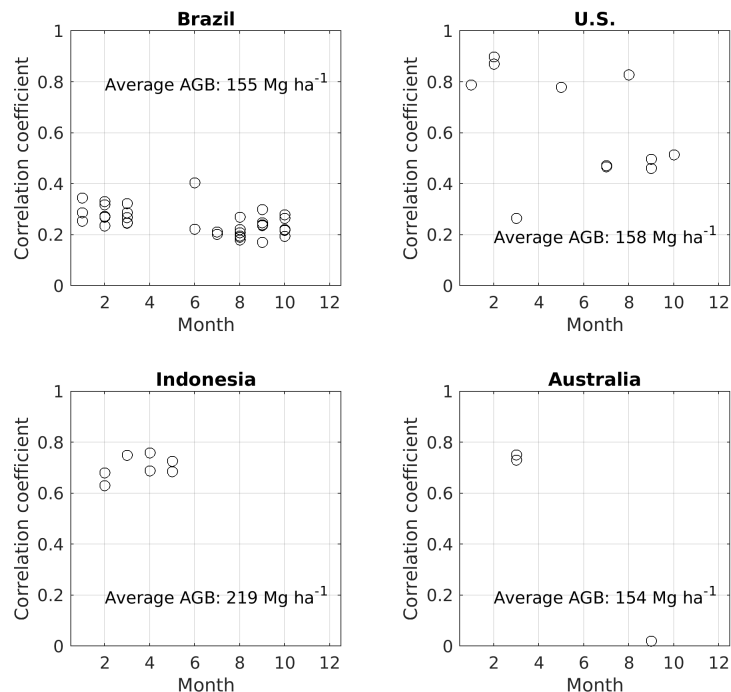 Brazil
1
0.8
0.6
0.4
0.2
0
Correlation coefficient
Average AGB: 155 Mg ha-1
2 4 6 8 10 12
Month
U.S.
1
0.8
0.6
0.4
0.2
0
Correlation coefficient
Average AGB: 158 Mg ha-1
2 4 6 8 10 12
Month
Indonesia
1
0.8
0.6
0.4
0.2
0
Correlation coefficient
Average AGB: 219 Mg ha-1
2 4 6 8 10 12
Month
Australia
1
0.8
0.6
0.4
0.2
0
Correlation coefficient
Average AGB: 154 Mg ha-1
2 4 6 8 10 12
Month